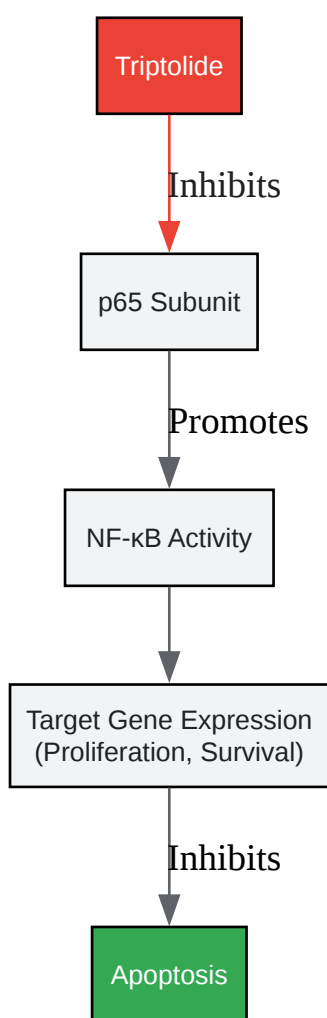 Triptolide
Inhibits
p65 Subunit
Promotes
NF-κB Activity
Target Gene Expression
(Proliferation, Survival)
Inhibits
Apoptosis